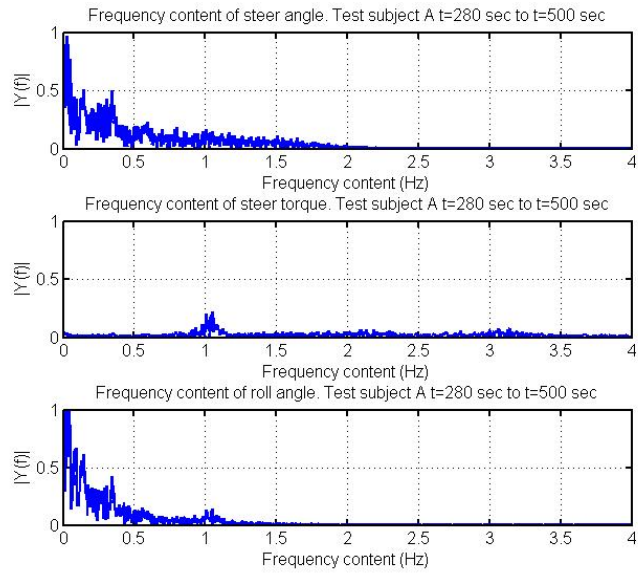 Frequency content of steer angle. Test subject A t=280 sec to t=500 sec
1
0.5
0
|Y(f)|
0 0.5 1 1.5 2 2.5 3 3.5 4
Frequency content (Hz)
Frequency content of steer torque. Test subject A t=280 sec to t=500 sec
1
0.5
0
|Y(f)|
0 0.5 1 1.5 2 2.5 3 3.5 4
Frequency content (Hz)
Frequency content of roll angle. Test subject A t=280 sec to t=500 sec
1
0.5
0
|Y(f)|
0 0.5 1 1.5 2 2.5 3 3.5 4
Frequency content (Hz)